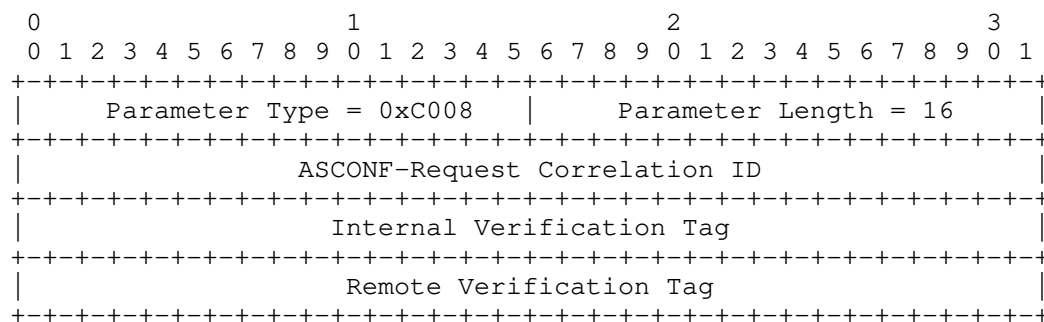 0                   1                   2                   3
 0 1 2 3 4 5 6 7 8 9 0 1 2 3 4 5 6 7 8 9 0 1 2 3 4 5 6 7 8 9 0 1
+-+-+-+-+-+-+-+-+-+-+-+-+-+-+-+-+-+-+-+-+-+-+-+-+-+-+-+-+-+-+-+-+
|     Parameter Type = 0xC008   |     Parameter Length = 16     |
+-+-+-+-+-+-+-+-+-+-+-+-+-+-+-+-+-+-+-+-+-+-+-+-+-+-+-+-+-+-+-+-+
|                 ASCONF-Request Correlation ID                 |
+-+-+-+-+-+-+-+-+-+-+-+-+-+-+-+-+-+-+-+-+-+-+-+-+-+-+-+-+-+-+-+-+
|                   Internal Verification Tag                   |
+-+-+-+-+-+-+-+-+-+-+-+-+-+-+-+-+-+-+-+-+-+-+-+-+-+-+-+-+-+-+-+-+
|                    Remote Verification Tag                    |
+-+-+-+-+-+-+-+-+-+-+-+-+-+-+-+-+-+-+-+-+-+-+-+-+-+-+-+-+-+-+-+-+